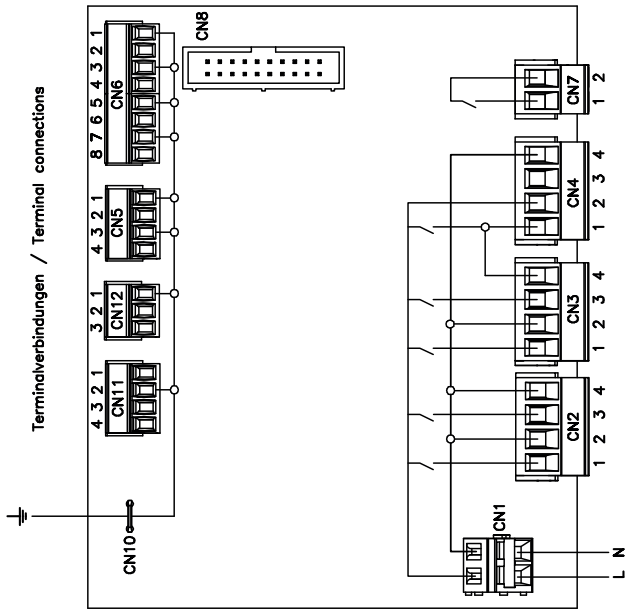 Terminalverbindungen / Terminal connections
4 3 2 1
CN11
3 2 1
CN12
4 3 2 1
CN5
8 7 6 5 4 3 2 1
CN6
CN10
CN8
CN1
L N
CN2
1 2 3 4
CN3
1 2 3 4
CN4
1 2 3 4
CN7
1 2